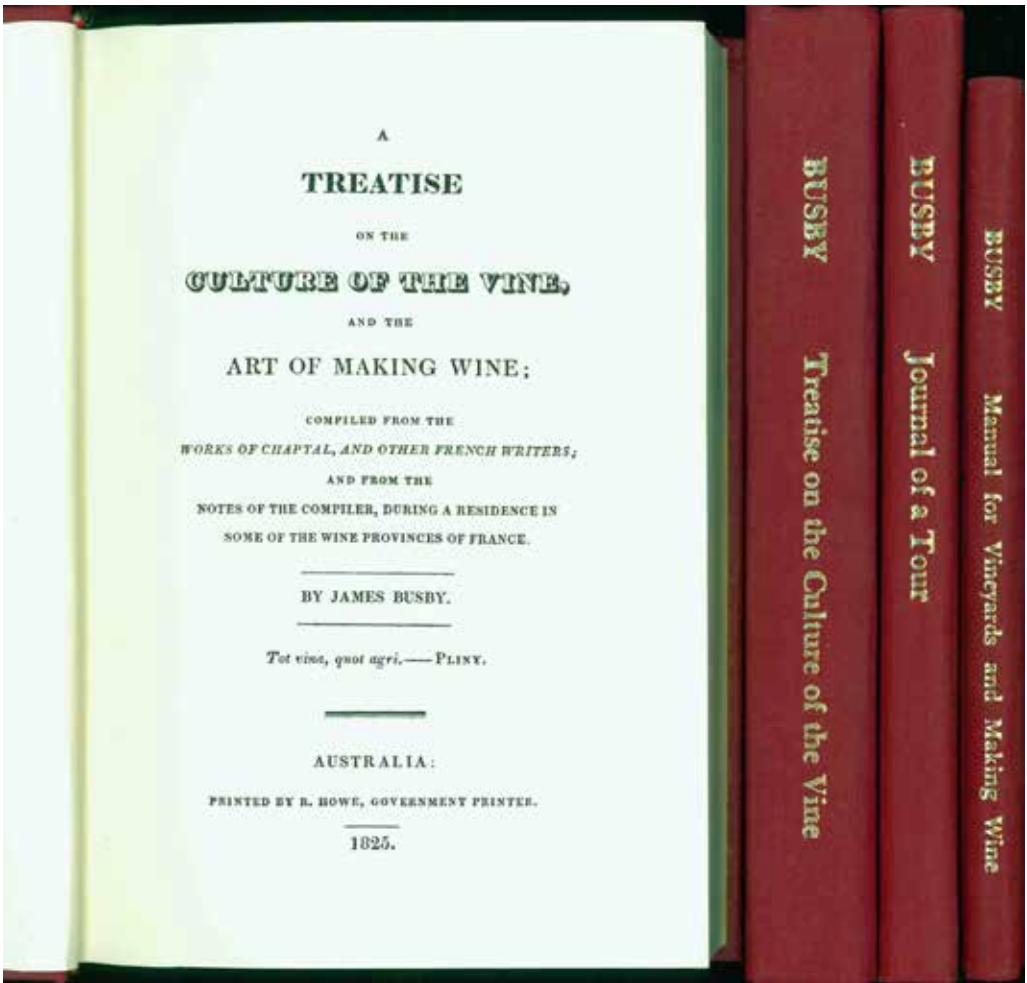 A
TREATISE
ON THE
CULTURE OF THE VINE,
AND THE
ART OF MAKING WINE;
COMPILED FROM THE
WORKS OF CHAPTAL, AND OTHER FRENCH WRITERS;
AND FROM THE
NOTES OF THE COMPILER, DURING A RESIDENCE IN
SOME OF THE WINE PROVINCES OF FRANCE.
BY JAMES BUSBY.
Tot vina, quot agri.—PLINY.
AUSTRALIA:
PRINTED BY R. HOWE, GOVERNMENT PRINTER.
1825.
BUSBY Treatise on the Culture of the Vine
BUSBY Journal of a Tour
BUSBY Manual for Vineyards and Making Wine